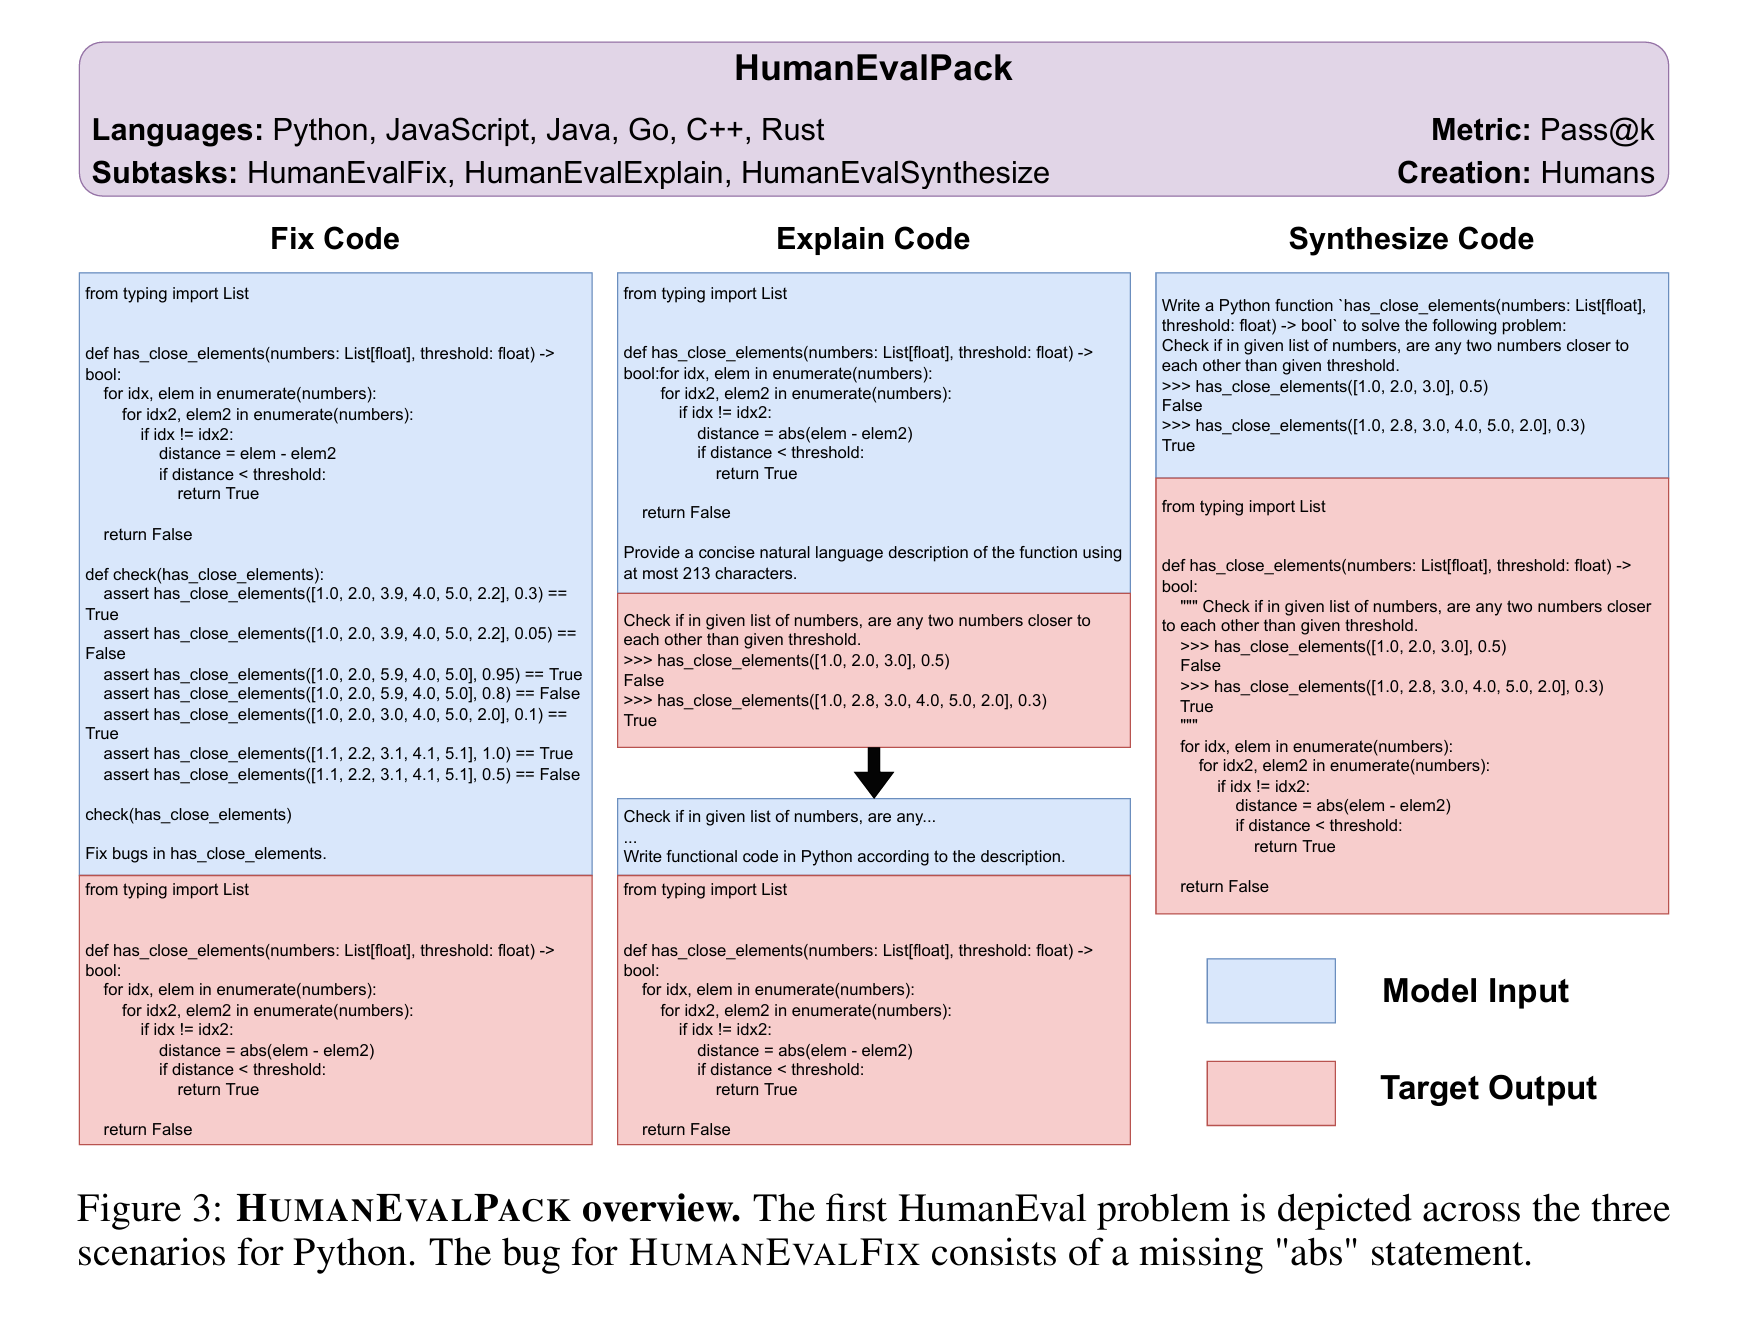 HumanEvalPack
Languages: Python, JavaScript, Java, Go, C++, Rust
Metric: Pass@k
Subtasks: HumanEvalFix, HumanEvalExplain, HumanEvalSynthesize
Creation: Humans
Fix Code
from typing import List
def has_close_elements(numbers: List[float], threshold: float) ->
bool:
    for idx, elem in enumerate(numbers):
        for idx2, elem2 in enumerate(numbers):
            if idx != idx2:
                distance = elem - elem2
                if distance < threshold:
                    return True
    return False
def check(has_close_elements):
    assert has_close_elements([1.0, 2.0, 3.9, 4.0, 5.0, 2.2], 0.3) ==
True
    assert has_close_elements([1.0, 2.0, 3.9, 4.0, 5.0, 2.2], 0.05) ==
False
    assert has_close_elements([1.0, 2.0, 5.9, 4.0, 5.0], 0.95) == True
    assert has_close_elements([1.0, 2.0, 5.9, 4.0, 5.0], 0.8) == False
    assert has_close_elements([1.0, 2.0, 3.0, 4.0, 5.0, 2.0], 0.1) ==
True
    assert has_close_elements([1.1, 2.2, 3.1, 4.1, 5.1], 1.0) == True
    assert has_close_elements([1.1, 2.2, 3.1, 4.1, 5.1], 0.5) == False
check(has_close_elements)
Fix bugs in has_close_elements.
from typing import List
def has_close_elements(numbers: List[float], threshold: float) ->
bool:
    for idx, elem in enumerate(numbers):
        for idx2, elem2 in enumerate(numbers):
            if idx != idx2:
                distance = abs(elem - elem2)
                if distance < threshold:
                    return True
    return False
Explain Code
from typing import List
def has_close_elements(numbers: List[float], threshold: float) ->
bool:for idx, elem in enumerate(numbers):
        for idx2, elem2 in enumerate(numbers):
            if idx != idx2:
                distance = abs(elem - elem2)
                if distance < threshold:
                    return True
    return False
Provide a concise natural language description of the function using
at most 213 characters.
Check if in given list of numbers, are any two numbers closer to
each other than given threshold.
>>> has_close_elements([1.0, 2.0, 3.0], 0.5)
False
>>> has_close_elements([1.0, 2.8, 3.0, 4.0, 5.0, 2.0], 0.3)
True
Check if in given list of numbers, are any...
...
Write functional code in Python according to the description.
from typing import List
def has_close_elements(numbers: List[float], threshold: float) ->
bool:
    for idx, elem in enumerate(numbers):
        for idx2, elem2 in enumerate(numbers):
            if idx != idx2:
                distance = abs(elem - elem2)
                if distance < threshold:
                    return True
    return False
Synthesize Code
Write a Python function `has_close_elements(numbers: List[float],
threshold: float) -> bool` to solve the following problem:
Check if in given list of numbers, are any two numbers closer to
each other than given threshold.
>>> has_close_elements([1.0, 2.0, 3.0], 0.5)
False
>>> has_close_elements([1.0, 2.8, 3.0, 4.0, 5.0, 2.0], 0.3)
True
from typing import List
def has_close_elements(numbers: List[float], threshold: float) ->
bool:
    """ Check if in given list of numbers, are any two numbers closer
to each other than given threshold.
    >>> has_close_elements([1.0, 2.0, 3.0], 0.5)
    False
    >>> has_close_elements([1.0, 2.8, 3.0, 4.0, 5.0, 2.0], 0.3)
    True
    """
    for idx, elem in enumerate(numbers):
        for idx2, elem2 in enumerate(numbers):
            if idx != idx2:
                distance = abs(elem - elem2)
                if distance < threshold:
                    return True
    return False
Model Input
Target Output
Figure 3: HUMANEVALPACK overview. The first HumanEval problem is depicted across the three
scenarios for Python. The bug for HUMANEVALFIX consists of a missing "abs" statement.